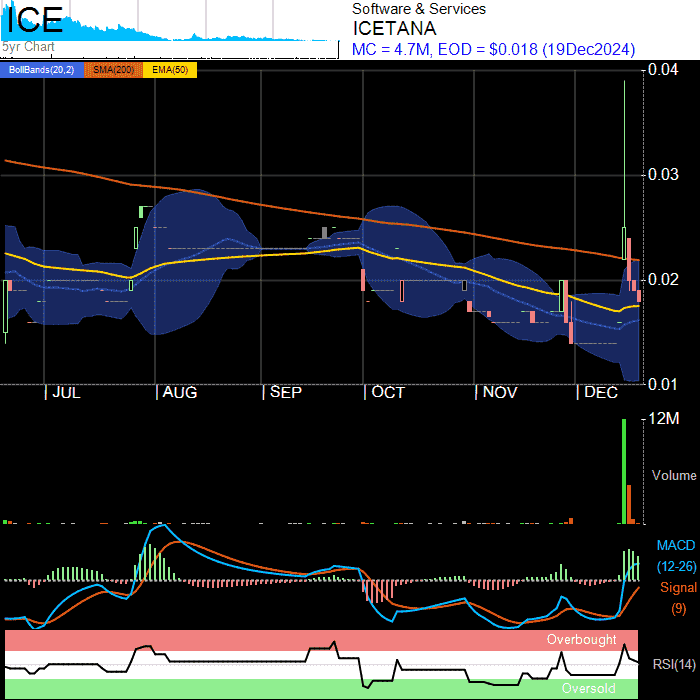 ICE
5yr Chart
Software & Services
ICETANA
MC = 4.7M, EOD = $0.018 (19Dec2024)
BollBands(20,2) SMA(200) EMA(50)
0.04
0.03
0.02
0.01
JUL AUG SEP OCT NOV DEC
12M
Volume
MACD
(12-26)
Signal
(9)
Overbought
RSI(14)
Oversold